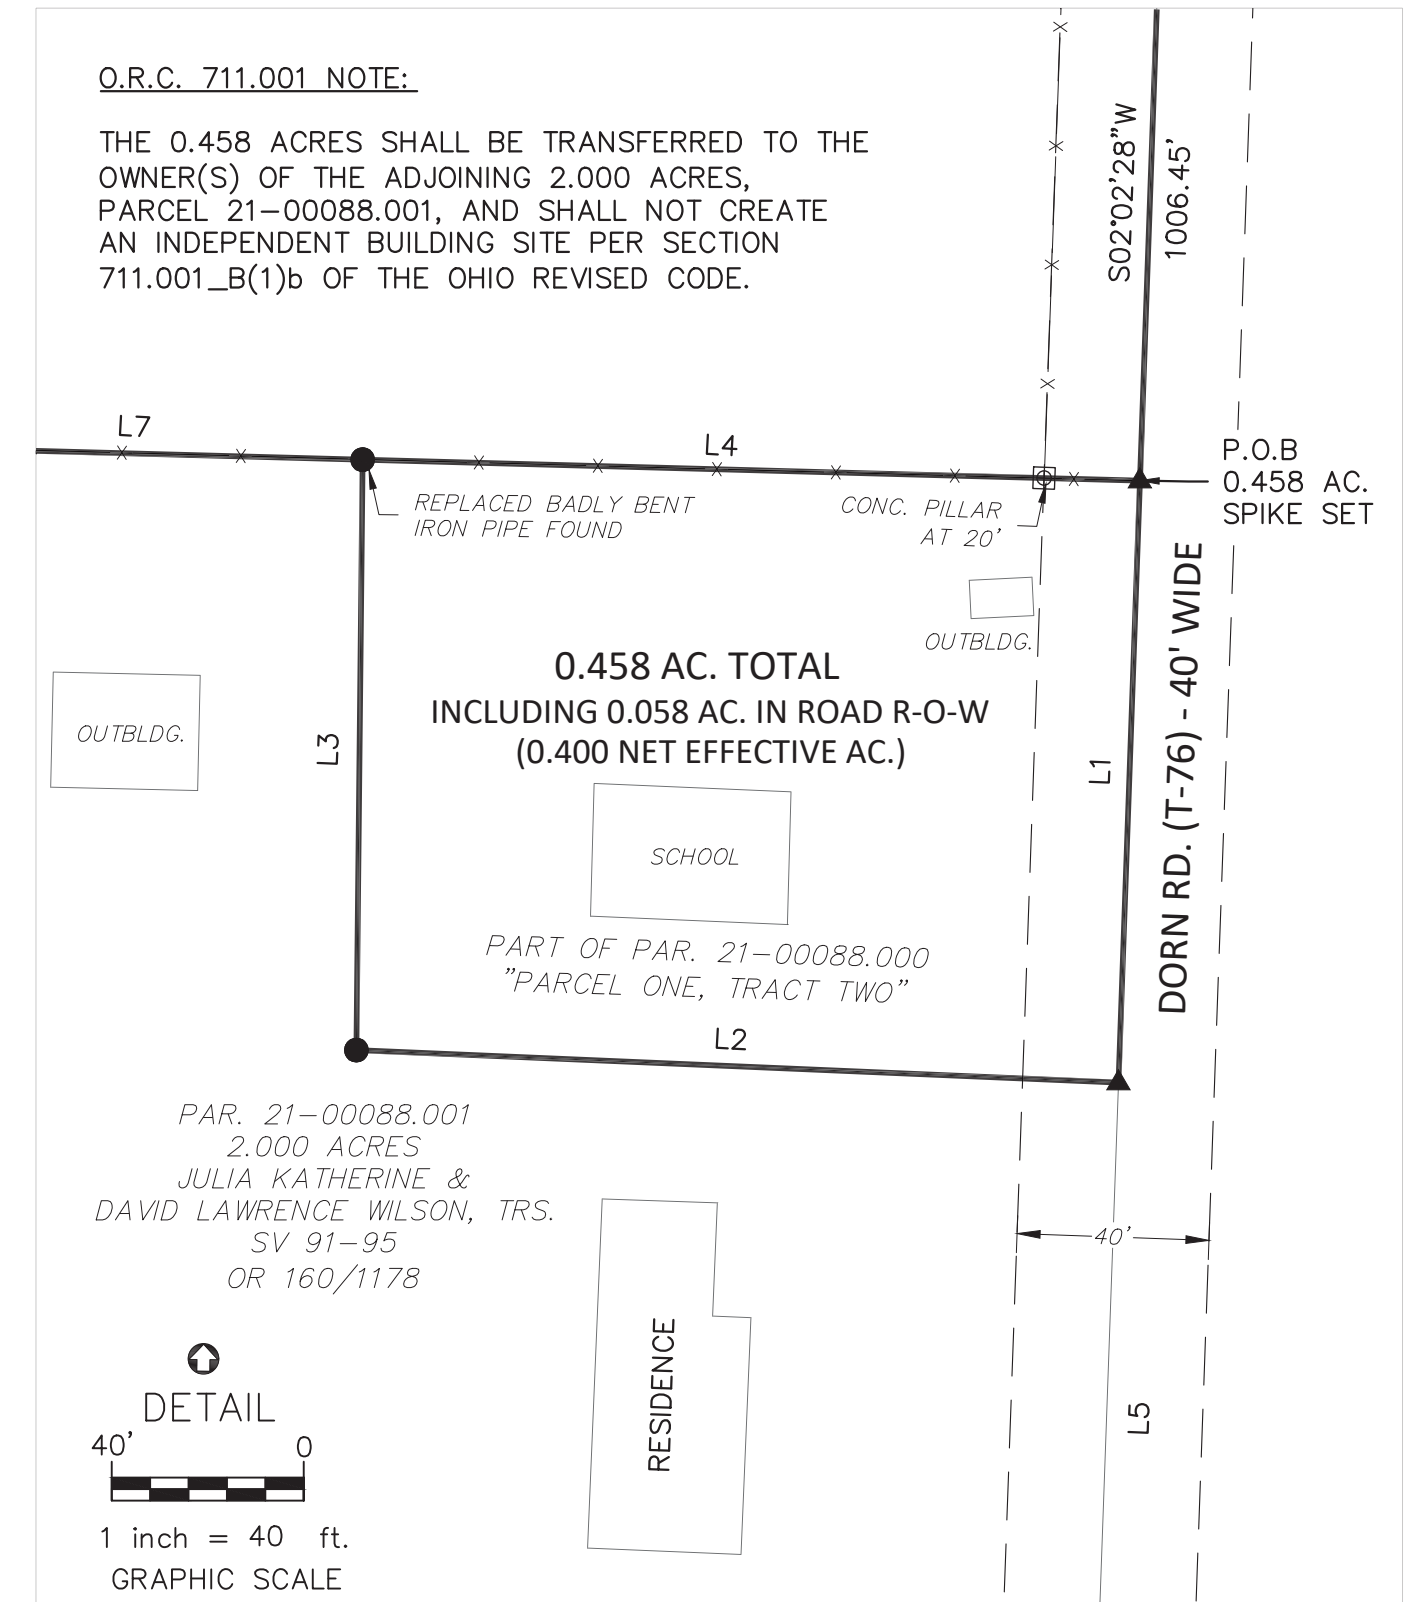 O.R.C. 711.001 NOTE:
THE 0.458 ACRES SHALL BE TRANSFERRED TO THE
OWNER(S) OF THE ADJOINING 2.000 ACRES,
PARCEL 21-00088.001, AND SHALL NOT CREATE
AN INDEPENDENT BUILDING SITE PER SECTION
711.001_B(1)b OF THE OHIO REVISED CODE.
S02°02'28"W
1006.45'
L7
L4
P.O.B
0.458 AC.
SPIKE SET
REPLACED BADLY BENT
IRON PIPE FOUND
CONC. PILLAR
AT 20'
OUTBLDG.
0.458 AC. TOTAL
INCLUDING 0.058 AC. IN ROAD R-O-W
(0.400 NET EFFECTIVE AC.)
OUTBLDG.
L3
L1
DORN RD. (T-76) - 40' WIDE
SCHOOL
PART OF PAR. 21-00088.000
"PARCEL ONE, TRACT TWO"
L2
PAR. 21-00088.001
2.000 ACRES
JULIA KATHERINE &
DAVID LAWRENCE WILSON, TRS.
SV 91-95
OR 160/1178
40'
RESIDENCE
L5
DETAIL
40' 0
1 inch = 40 ft.
GRAPHIC SCALE